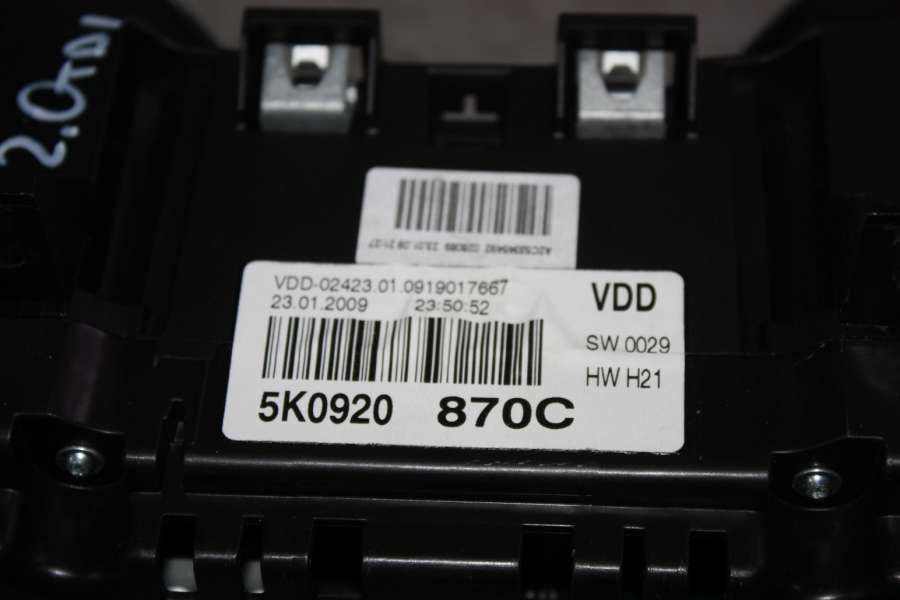 2.0TDI
VDD-02423.01.0919017667
23.01.2009 23:50:52
VDD
SW 0029
HW H21
5K0920 870C